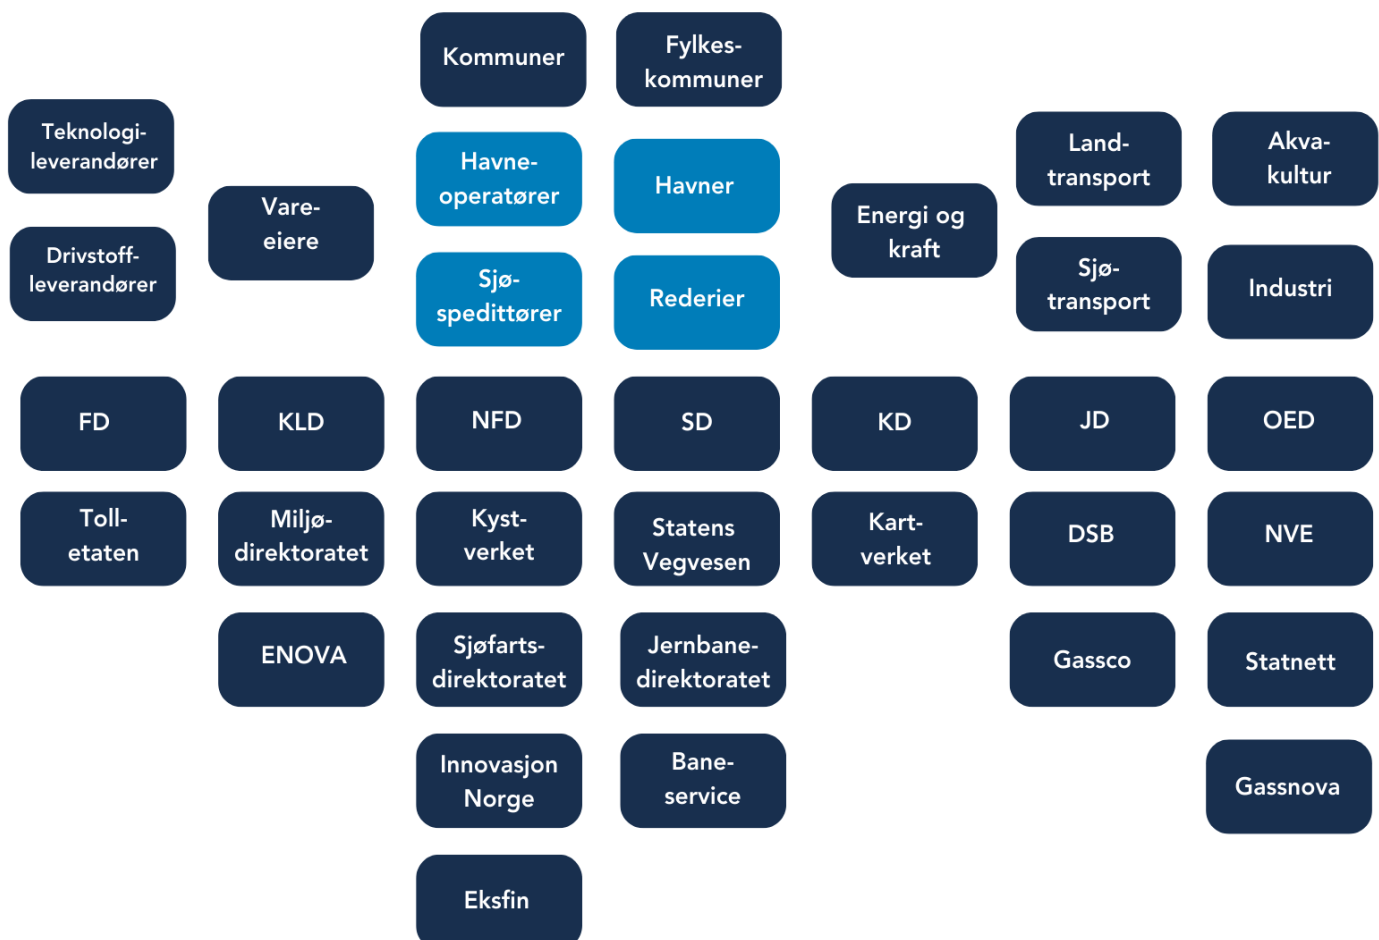 Kommuner
Fylkes-
kommuner
Teknologi-
leverandører
Vare-
eiere
Havne-
operatører
Havner
Energi og
kraft
Land-
transport
Akva-
kultur
Drivstoff-
leverandører
Sjø-
spedittører
Rederier
Sjø-
transport
Industri
FD
KLD
NFD
SD
KD
JD
OED
Toll-
etaten
Miljø-
direktoratet
Kyst-
verket
Statens
Vegvesen
Kart-
verket
DSB
NVE
ENOVA
Sjøfarts-
direktoratet
Jernbane-
direktoratet
Gassco
Statnett
Innovasjon
Norge
Bane-
service
Gassnova
Eksfin